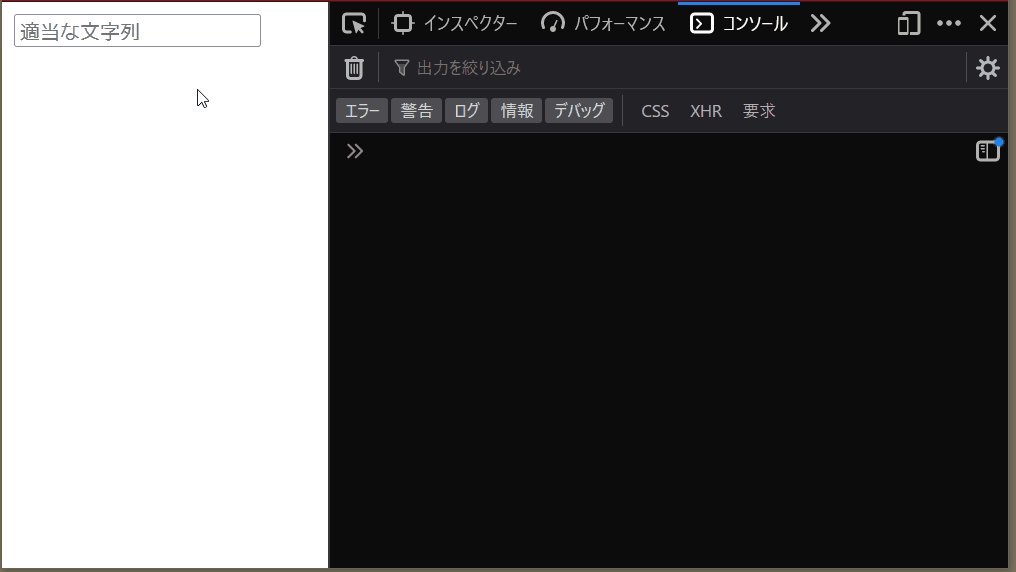 適当な文字列
インスペクター パフォーマンス コンソール
出力を絞り込み
エラー 警告 ログ 情報 デバッグ CSS XHR 要求